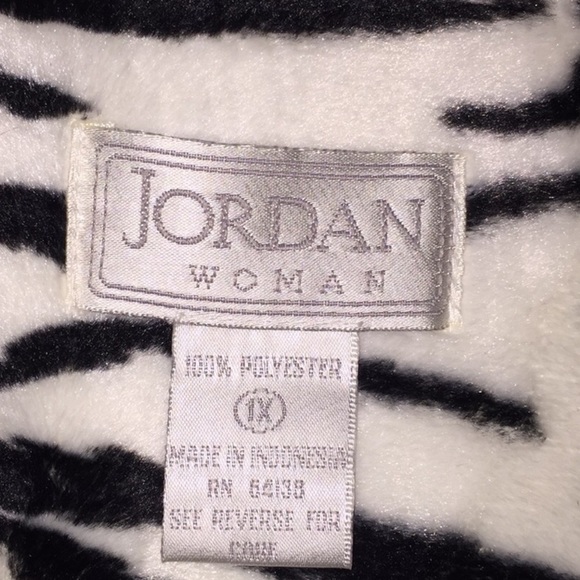 JORDAN
WOMAN
100% POLYESTER
1X
MADE IN INDONESIA
RN 64138
SEE REVERSE FOR
CARE